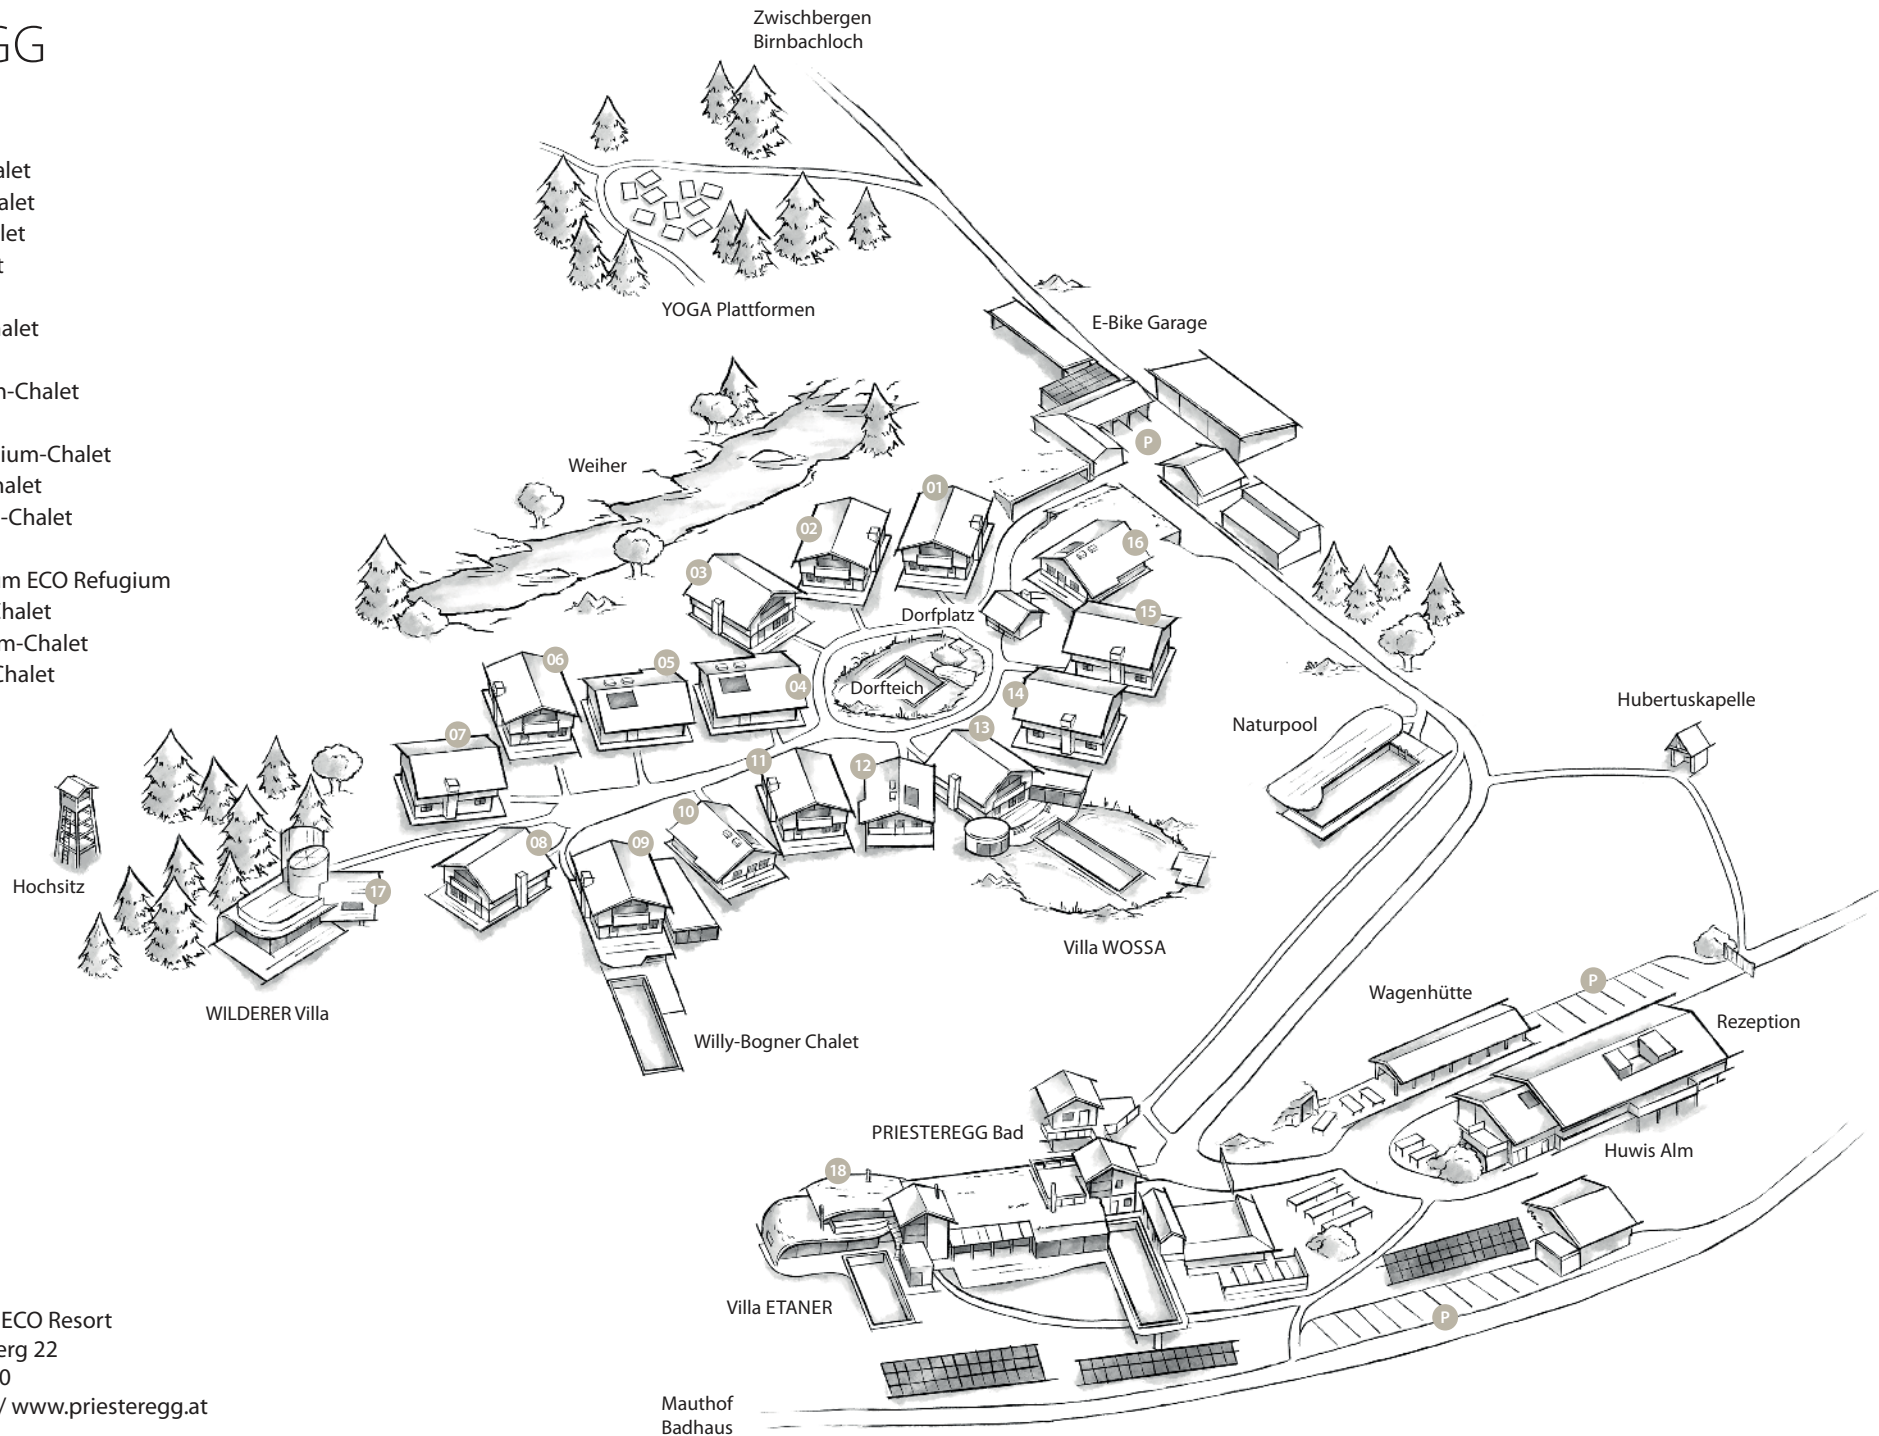 GG
alet
alet
let
t
alet
n-Chalet
ium-Chalet
halet
-Chalet
am ECO Refugium
Chalet
m-Chalet
Chalet
ECO Resort
erg 22
0
/ www.priesteregg.at
Zwischbergen
Birnbachloch
YOGA Plattformen
E-Bike Garage
P
Weiher
01
02
16
03
Dorfplatz
15
06
05
04
Dorfteich
14
13
07
11
12
10
08
09
17
Naturpool
Hubertuskapelle
Hochsitz
Villa WOSSA
WILDERER Villa
Willy-Bogner Chalet
P
Wagenhütte
Rezeption
PRIESTEREGG Bad
Huwis Alm
18
Villa ETANER
P
Mauthof
Badhaus